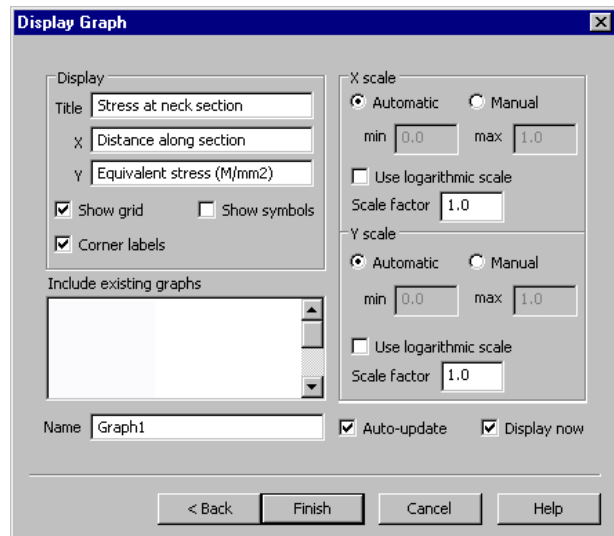 Display Graph
Display
Title Stress at neck section
X Distance along section
Y Equivalent stress (M/mm2)
Show grid Show symbols
Corner labels
Include existing graphs
Name Graph1
X scale
Automatic Manual
min 0.0 max 1.0
Use logarithmic scale
Scale factor 1.0
Y scale
Automatic Manual
min 0.0 max 1.0
Use logarithmic scale
Scale factor 1.0
Auto-update Display now
< Back Finish Cancel Help